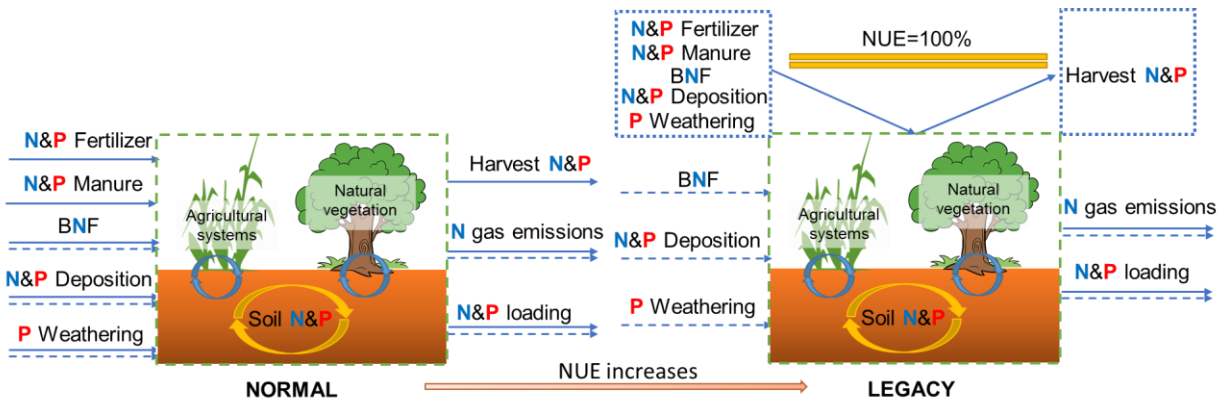 N&P Fertilizer
N&P Manure
BNF
N&P Deposition
P Weathering
Agricultural
systems
Natural
vegetation
Soil N&P
Harvest N&P
N gas emissions
N&P loading
NORMAL
NUE increases
N&P Fertilizer
N&P Manure
BNF
N&P Deposition
P Weathering
NUE=100%
Harvest N&P
BNF
N&P Deposition
P Weathering
Agricultural
systems
Natural
vegetation
Soil N&P
N gas emissions
N&P loading
LEGACY